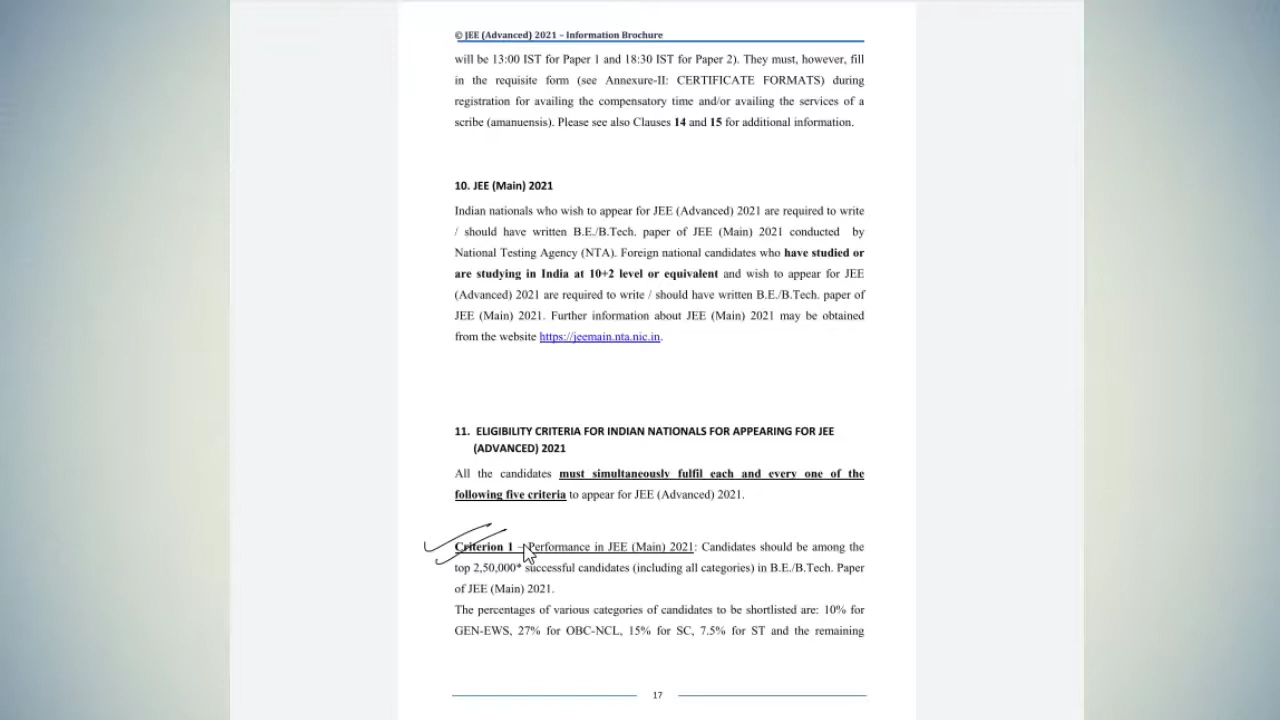 © JEE (Advanced) 2021 – Information Brochure
will be 13:00 IST for Paper 1 and 18:30 IST for Paper 2). They must, however, fill
in the requisite form (see Annexure-II: CERTIFICATE FORMATS) during
registration for availing the compensatory time and/or availing the services of a
scribe (amanuensis). Please see also Clauses 14 and 15 for additional information.
10. JEE (Main) 2021
Indian nationals who wish to appear for JEE (Advanced) 2021 are required to write
/ should have written B.E./B.Tech. paper of JEE (Main) 2021 conducted by
National Testing Agency (NTA). Foreign national candidates who have studied or
are studying in India at 10+2 level or equivalent and wish to appear for JEE
(Advanced) 2021 are required to write / should have written B.E./B.Tech. paper of
JEE (Main) 2021. Further information about JEE (Main) 2021 may be obtained
from the website https://jeemain.nta.nic.in.
11. ELIGIBILITY CRITERIA FOR INDIAN NATIONALS FOR APPEARING FOR JEE
(ADVANCED) 2021
All the candidates must simultaneously fulfil each and every one of the
following five criteria to appear for JEE (Advanced) 2021.
Criterion 1 – Performance in JEE (Main) 2021: Candidates should be among the
top 2,50,000* successful candidates (including all categories) in B.E./B.Tech. Paper
of JEE (Main) 2021.
The percentages of various categories of candidates to be shortlisted are: 10% for
GEN-EWS, 27% for OBC-NCL, 15% for SC, 7.5% for ST and the remaining
17